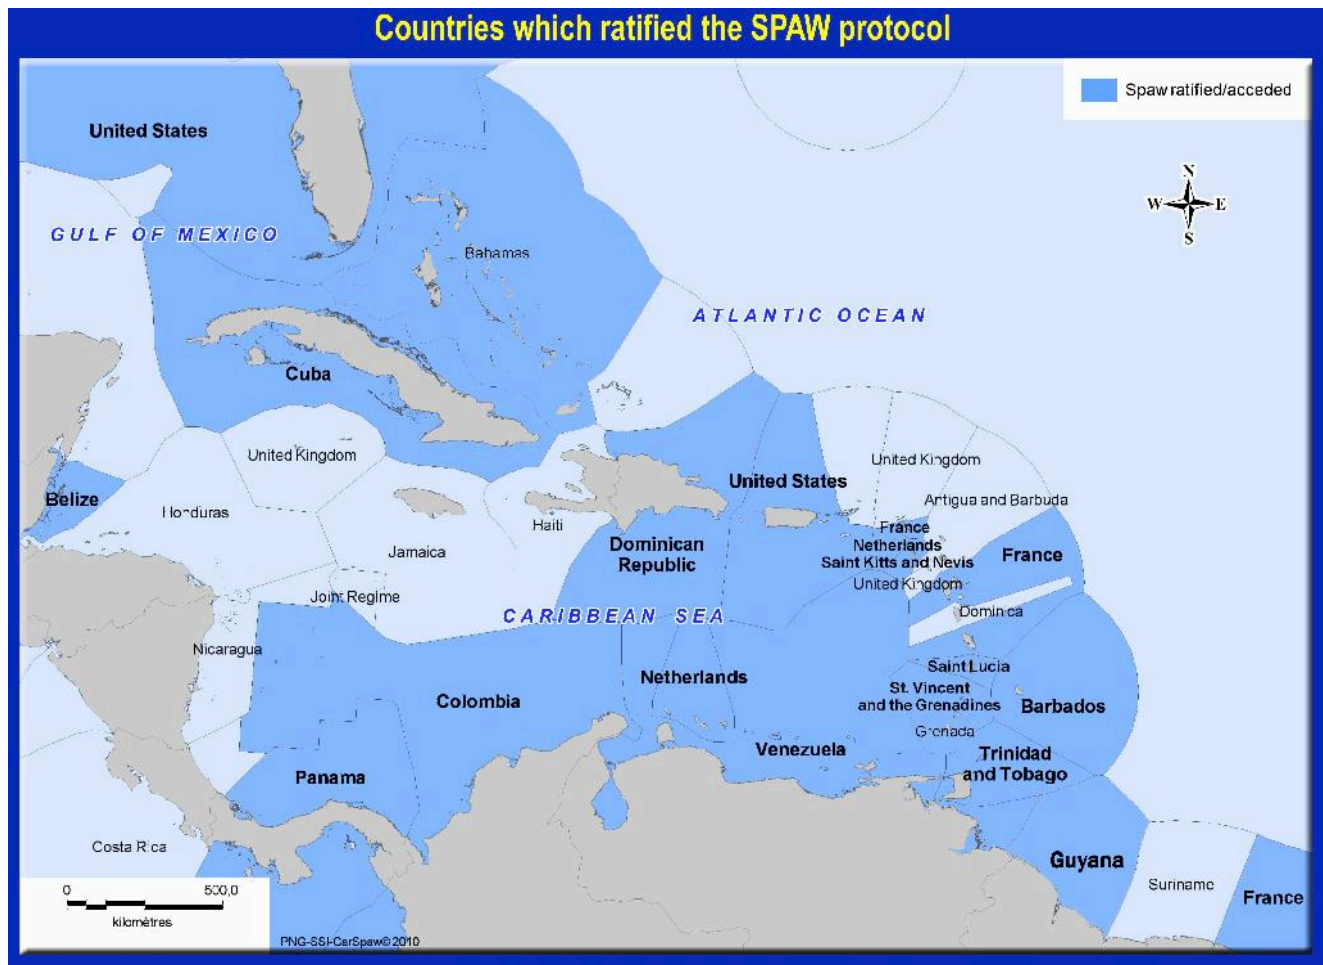 Countries which ratified the SPAW protocol
Spaw ratified/acceded
United States
N
W E
S
GULF OF MEXICO
Bahamas
ATLANTIC OCEAN
Cuba
United Kingdom
United Kingdom
United States
Belize
Antigua and Barbuda
Honduras
Haiti
France
Jamaica
Dominican
Republic
Netherlands
France
Saint Kitts and Nevis
United Kingdom
Joint Regime
Dominica
CARIBBEAN SEA
Nicaragua
Saint Lucia
Netherlands
St. Vincent
and the Grenadines
Colombia
Barbados
Grenada
Venezuela
Trinidad
and Tobago
Panama
Costa Rica
Guyana
Suriname
France
0 500,0
kilomètres
PNG-SSI-CarSpaw©2010